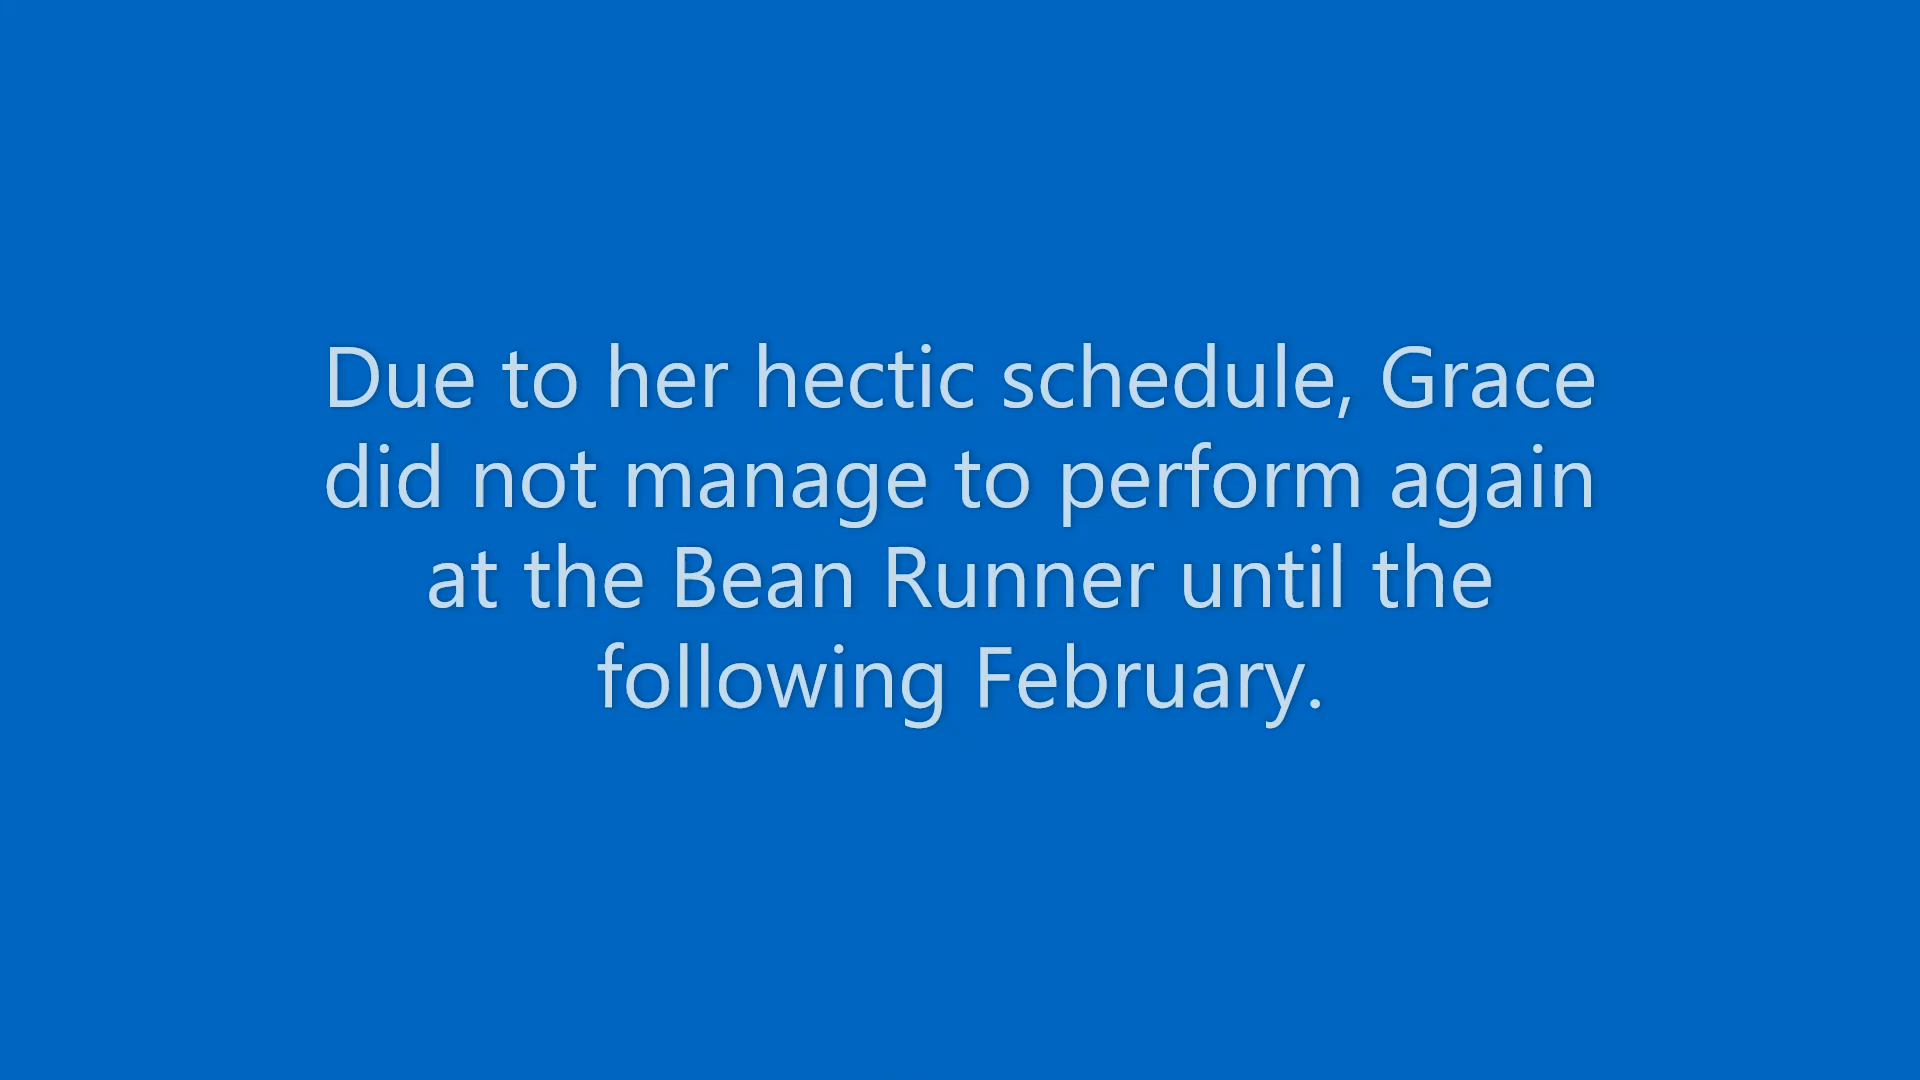 Due to her hectic schedule, Grace
did not manage to perform again
at the Bean Runner until the
following February.